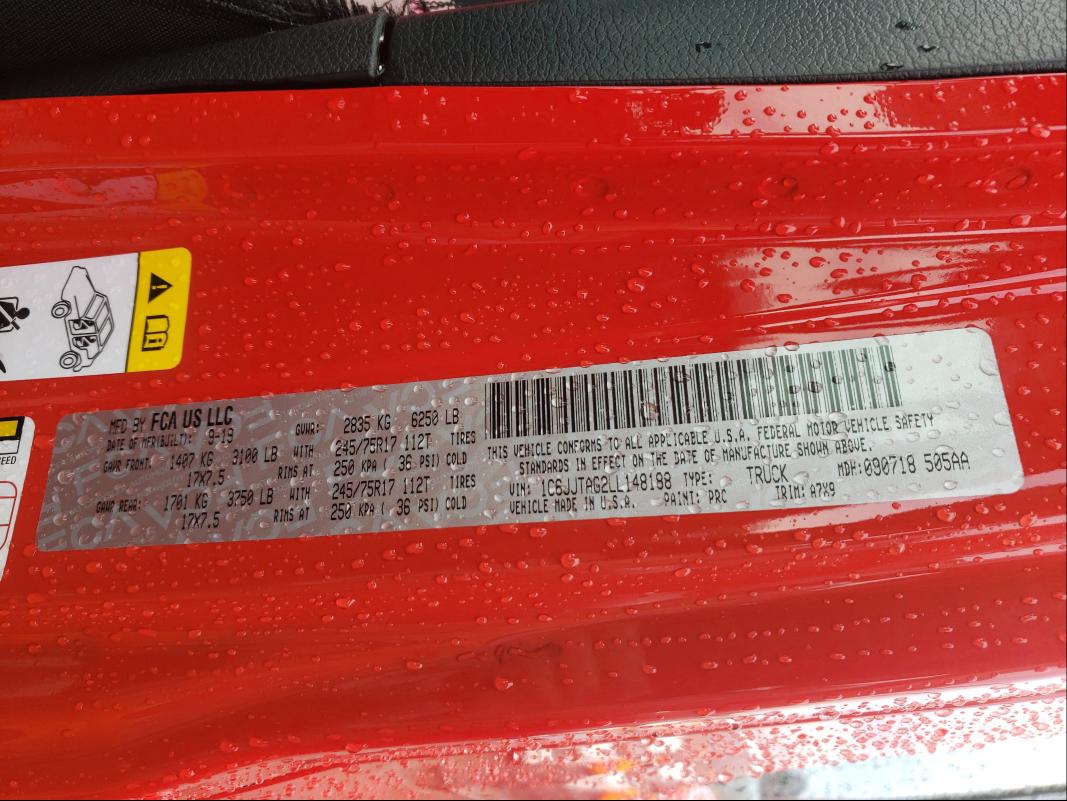 MFD BY FCA US LLC
DATE OF MFR(BUILT): 9-19 GVWR: 2835 KG 6250 LB
GAWR FRONT: 1407 KG 3100 LB WITH 245/75R17 112T TIRES
17X7.5 RIMS AT 250 KPA ( 36 PSI) COLD
GAWR REAR: 1701 KG 3750 LB WITH 245/75R17 112T TIRES
17X7.5 RIMS AT 250 KPA ( 36 PSI) COLD
THIS VEHICLE CONFORMS TO ALL APPLICABLE U.S.A. FEDERAL MOTOR VEHICLE SAFETY
STANDARDS IN EFFECT ON THE DATE OF MANUFACTURE SHOWN ABOVE.
VIN: 1C6JJTAG2LL148188 TYPE: TRUCK MDH:090718 505AA
VEHICLE MADE IN U.S.A. PAINT: PRC TRIM: A7X9